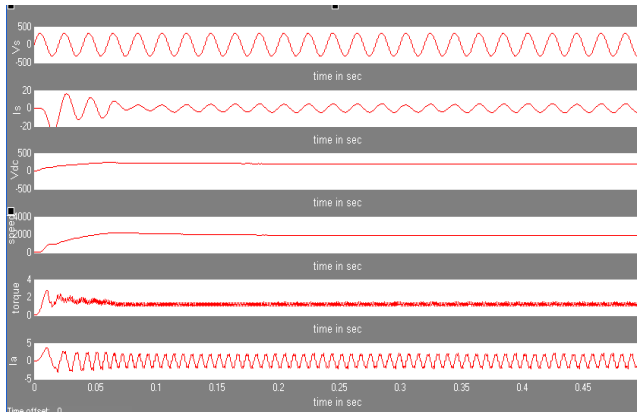 Vs
500
0
-500
time in sec
Is
20
0
-20
time in sec
Vdc
500
0
-500
time in sec
speed
4000
2000
0
time in sec
torque
4
2
0
time in sec
Ia
5
0
-5
0 0.05 0.1 0.15 0.2 0.25 0.3 0.35 0.4 0.45
time in sec
Time offset: 0